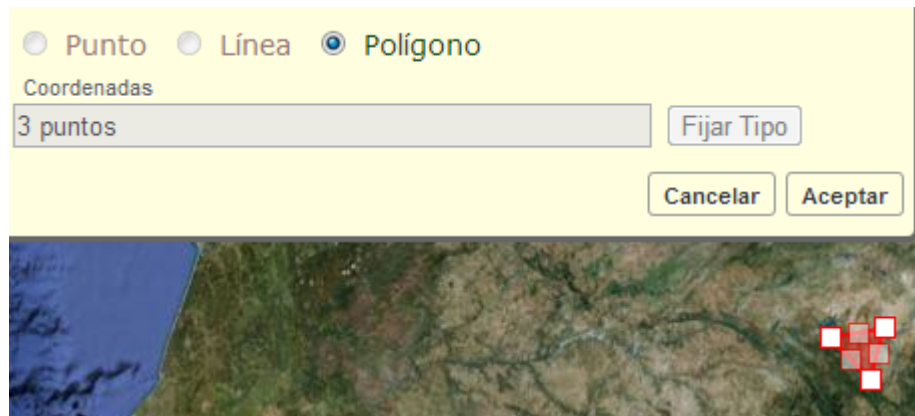 Punto Línea Polígono
Coordenadas
3 puntos Fijar Tipo
Cancelar Aceptar